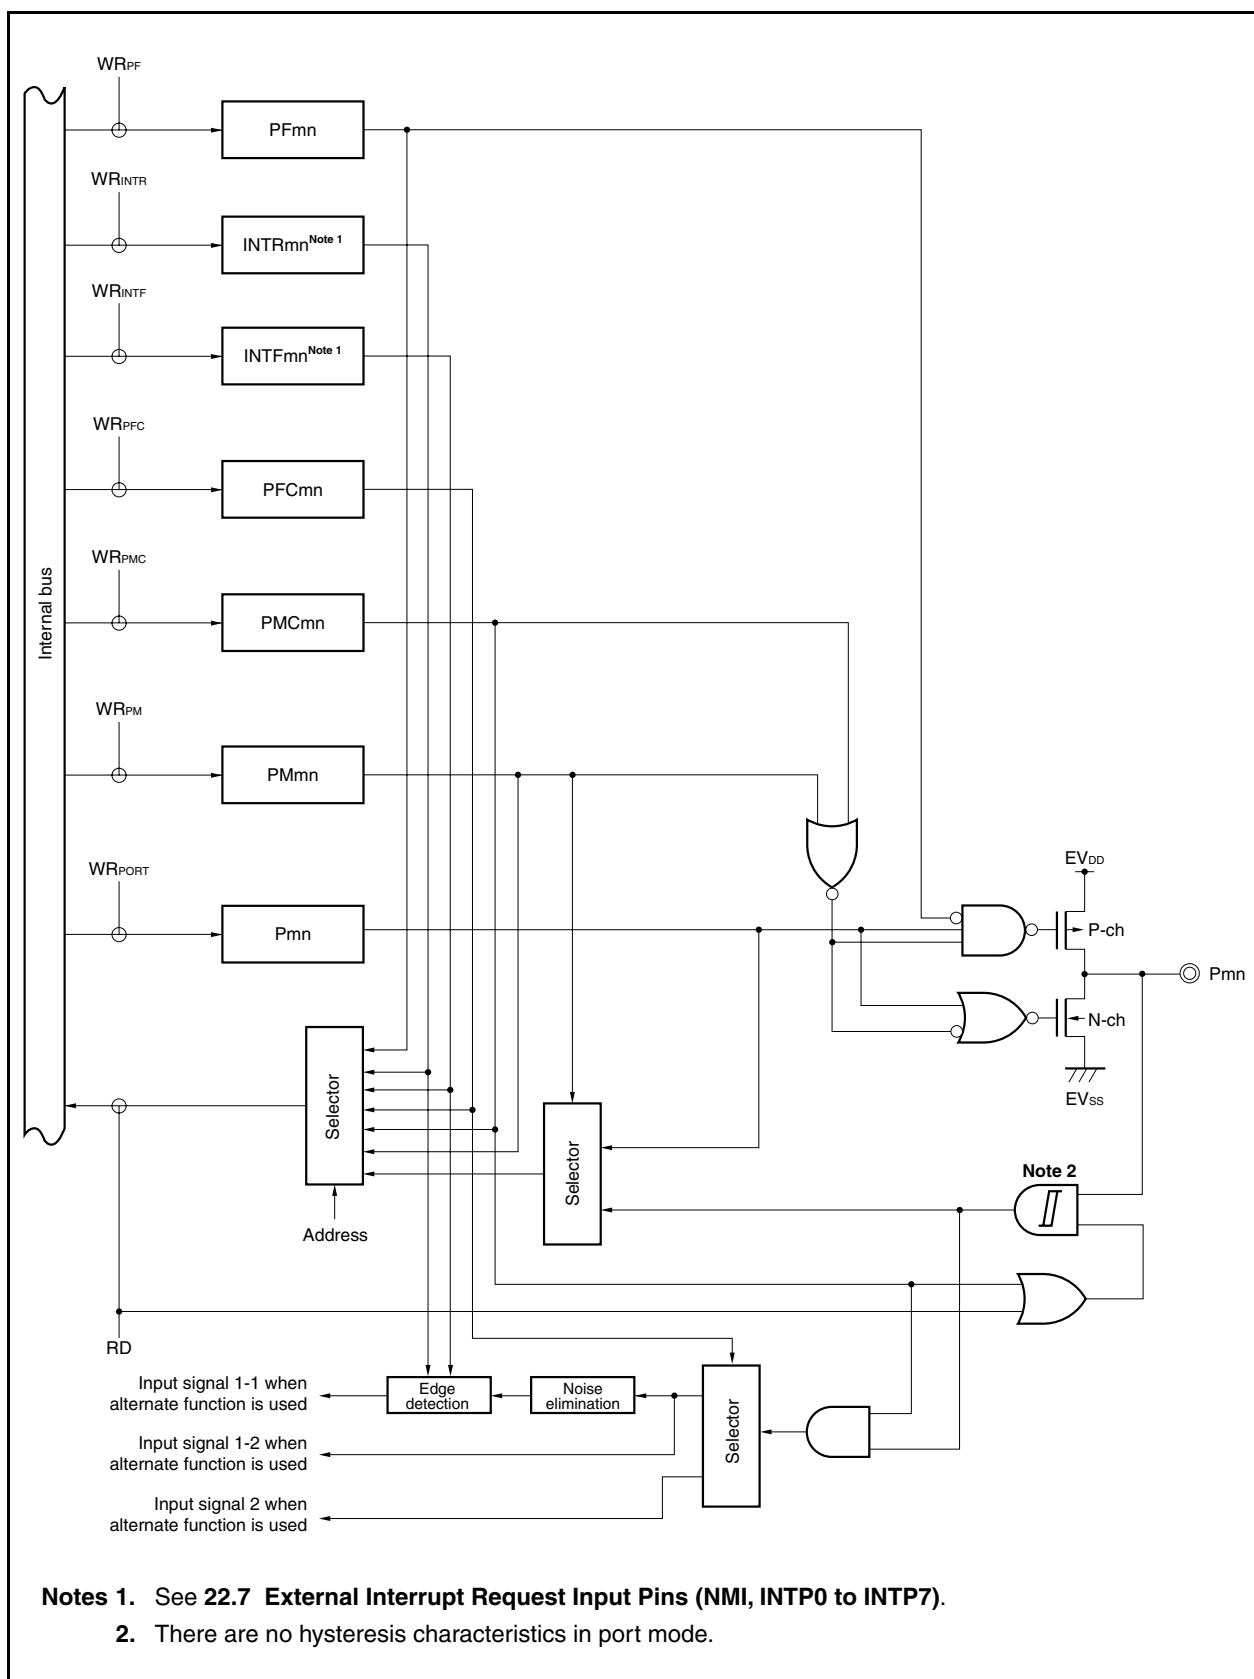 WRPF
PFmn
WRINTR
INTRmnNote 1
WRINTF
INTFmnNote 1
WRPFC
PFCmn
WRPMC
Internal bus
PMCmn
WRPM
PMmn
WRPORT
Pmn
EVDD
P-ch
Pmn
N-ch
EVSS
Selector
Selector
Note 2
Address
RD
Input signal 1-1 when
alternate function is used
Edge
detection
Noise
elimination
Selector
Input signal 1-2 when
alternate function is used
Input signal 2 when
alternate function is used
Notes 1. See 22.7 External Interrupt Request Input Pins (NMI, INTP0 to INTP7).
2. There are no hysteresis characteristics in port mode.